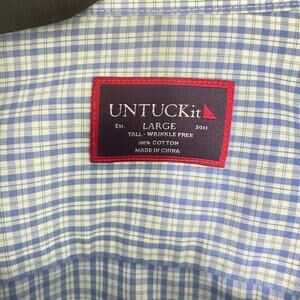 UNTUCKit
Est. LARGE 2011
TALL - WRINKLE FREE
100% COTTON
MADE IN CHINA